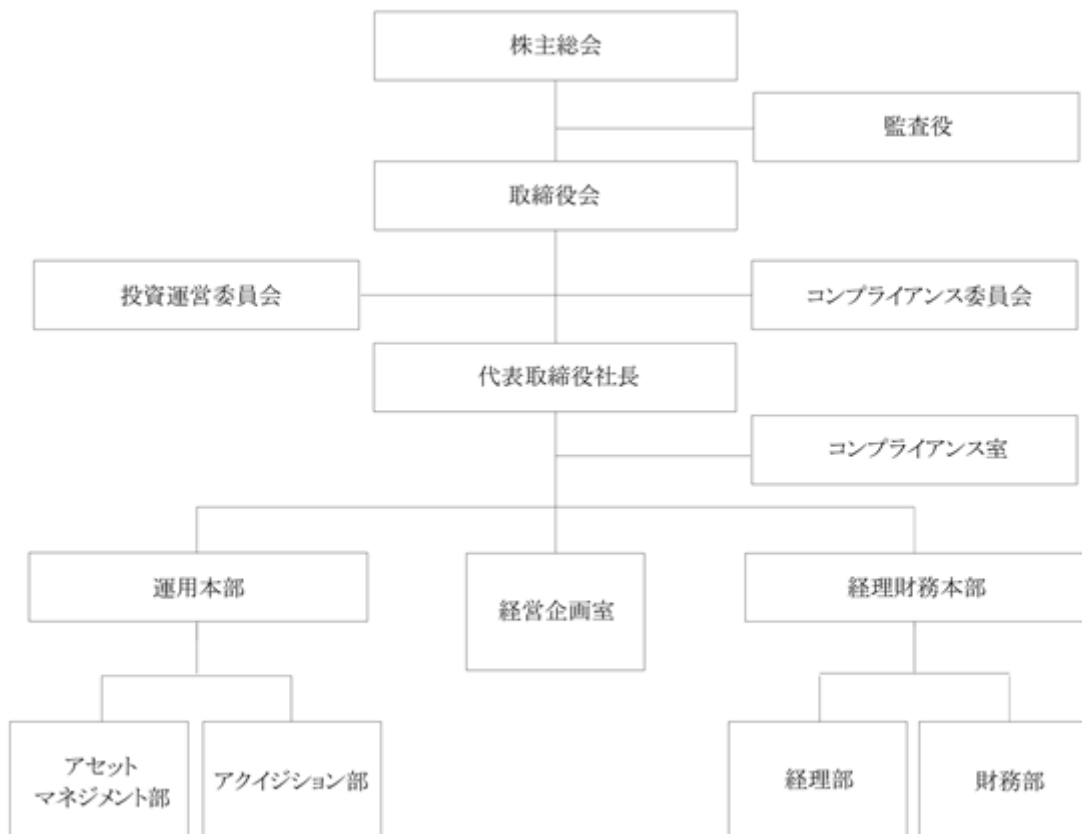 株主総会
監査役
取締役会
投資運営委員会
コンプライアンス委員会
代表取締役社長
コンプライアンス室
運用本部
経営企画室
経理財務本部
アセット
マネジメント部
アクイジション部
経理部
財務部